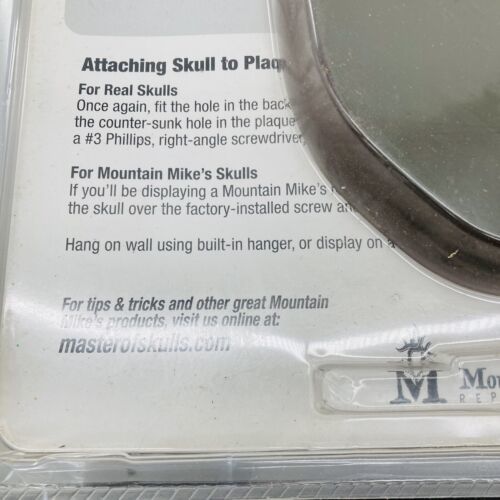 Attaching Skull to Plaq
For Real Skulls
Once again, fit the hole in the back
the counter-sunk hole in the plaque
a #3 Phillips, right-angle screwdriver,
For Mountain Mike's Skulls
If you'll be displaying a Mountain Mike's
the skull over the factory-installed screw an
Hang on wall using built-in hanger, or display on a
For tips & tricks and other great Mountain
Mike's products, visit us online at:
masterofskulls.com
M Mou
REP